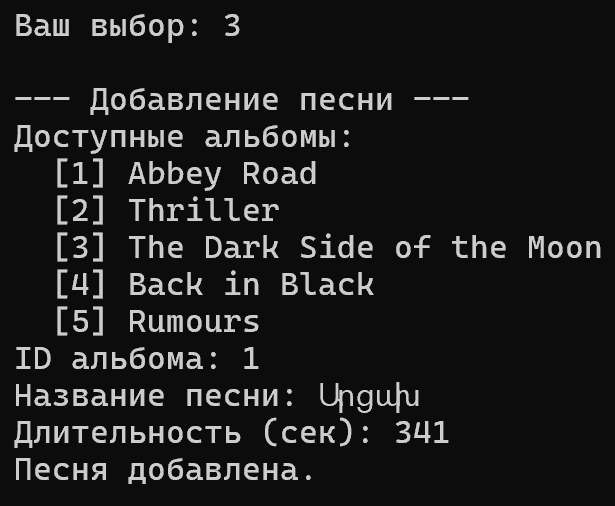 Ваш выбор: 3
--- Добавление песни ---
Доступные альбомы:
[1] Abbey Road
[2] Thriller
[3] The Dark Side of the Moon
[4] Back in Black
[5] Rumours
ID альбома: 1
Название песни: Արցախ
Длительность (сек): 341
Песня добавлена.